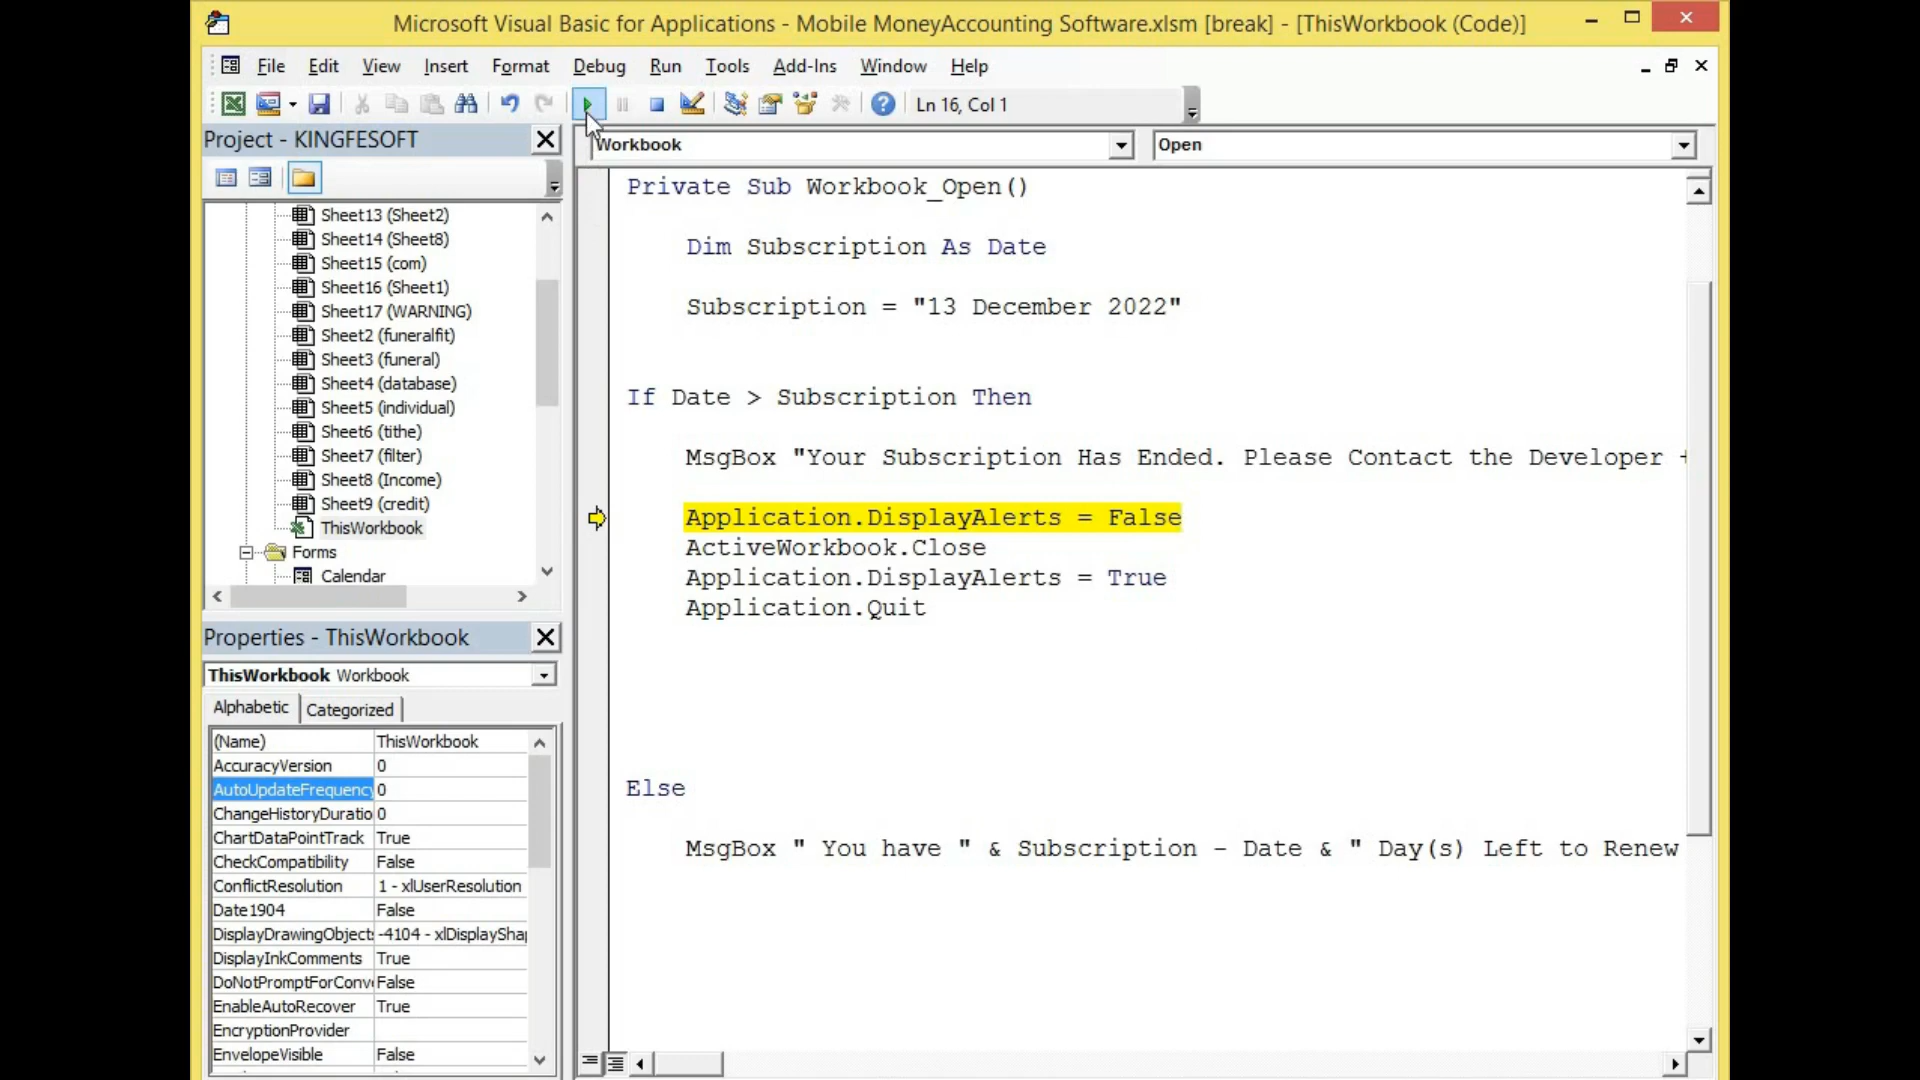 Microsoft Visual Basic for Applications - Mobile MoneyAccounting Software.xlsm [break] - [ThisWorkbook (Code)]
File Edit View Insert Format Debug Run Tools Add-Ins Window Help
Ln 16, Col 1
Project - KINGFESOFT
Sheet13 (Sheet2)
Sheet14 (Sheet8)
Sheet15 (com)
Sheet16 (Sheet1)
Sheet17 (WARNING)
Sheet2 (funeralfit)
Sheet3 (funeral)
Sheet4 (database)
Sheet5 (individual)
Sheet6 (tithe)
Sheet7 (filter)
Sheet8 (Income)
Sheet9 (credit)
ThisWorkbook
Forms
Calendar
Properties - ThisWorkbook
ThisWorkbook Workbook
Alphabetic Categorized
(Name) ThisWorkbook
AccuracyVersion 0
AutoUpdateFrequency 0
ChangeHistoryDuratio 0
ChartDataPointTrack True
CheckCompatibility False
ConflictResolution 1 - xlUserResolution
Date1904 False
DisplayDrawingObjects -4104 - xlDisplayShap
DisplayInkComments True
DoNotPromptForConv False
EnableAutoRecover True
EncryptionProvider
EnvelopeVisible False
Workbook Open
Private Sub Workbook_Open()
Dim Subscription As Date
Subscription = "13 December 2022"
If Date > Subscription Then
MsgBox "Your Subscription Has Ended. Please Contact the Developer +
Application.DisplayAlerts = False
ActiveWorkbook.Close
Application.DisplayAlerts = True
Application.Quit
Else
MsgBox " You have " & Subscription - Date & " Day(s) Left to Renew